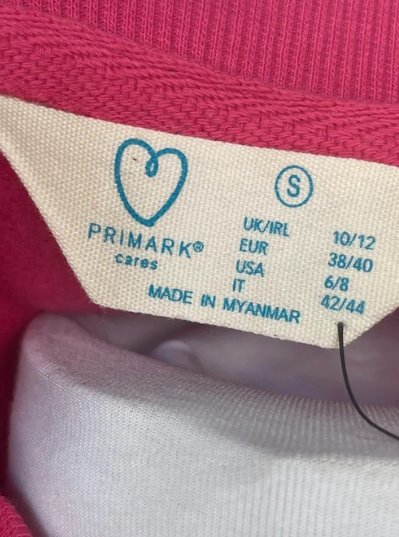 S
PRIMARK®
cares
UK/IRL 10/12
EUR 38/40
USA 6/8
IT 42/44
MADE IN MYANMAR